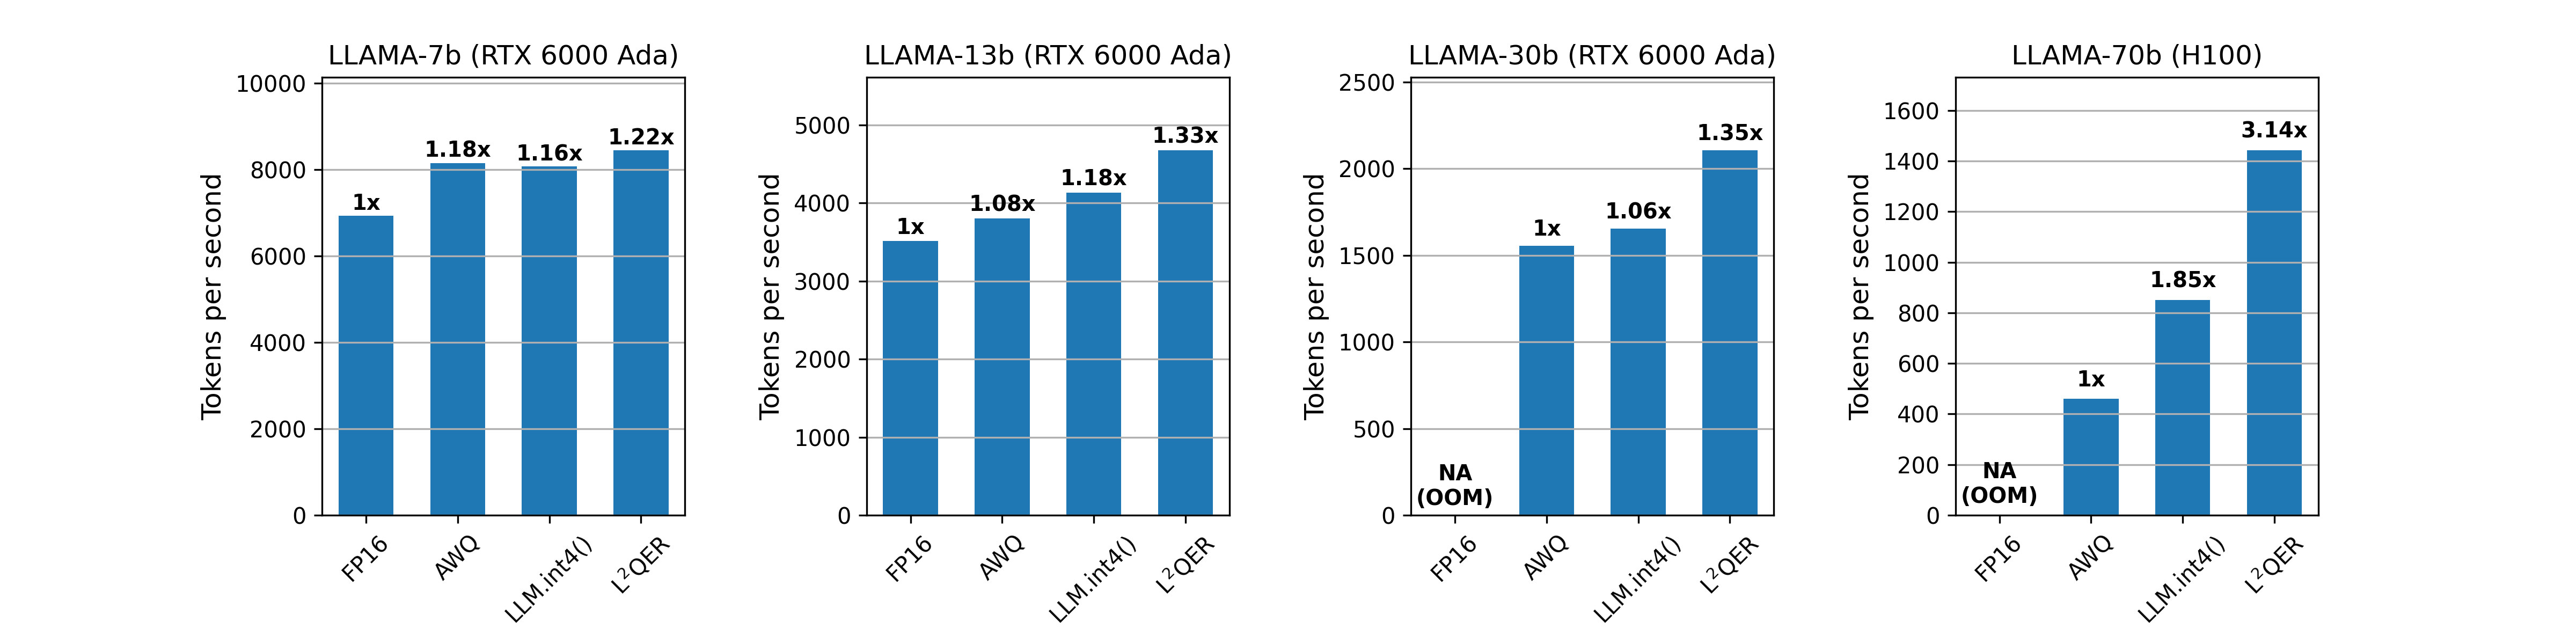 LLAMA-7b (RTX 6000 Ada)
Tokens per second
10000
8000
6000
4000
2000
0
1x
1.18x
1.16x
1.22x
FP16
AWQ
LLM.int4()
L²QER
LLAMA-13b (RTX 6000 Ada)
Tokens per second
5000
4000
3000
2000
1000
0
1x
1.08x
1.18x
1.33x
FP16
AWQ
LLM.int4()
L²QER
LLAMA-30b (RTX 6000 Ada)
Tokens per second
2500
2000
1500
1000
500
0
NA
(OOM)
1x
1.06x
1.35x
FP16
AWQ
LLM.int4()
L²QER
LLAMA-70b (H100)
Tokens per second
1600
1400
1200
1000
800
600
400
200
0
NA
(OOM)
1x
1.85x
3.14x
FP16
AWQ
LLM.int4()
L²QER